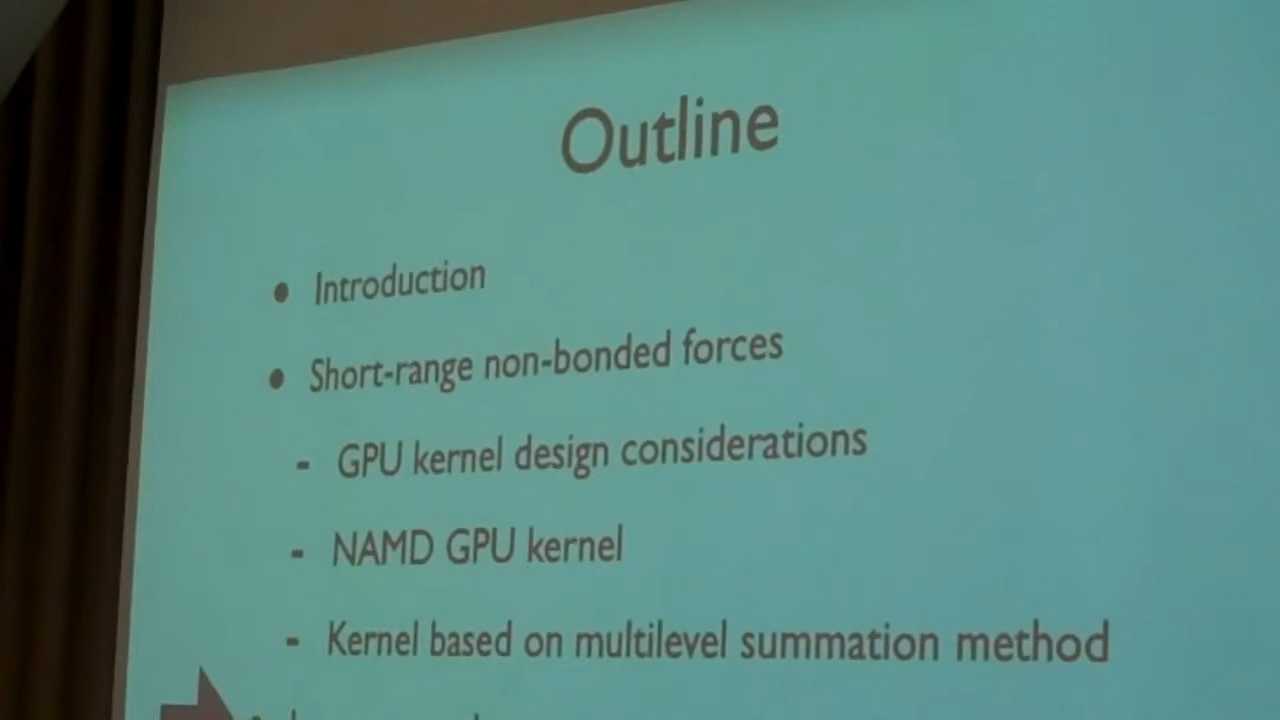 Outline
• Introduction
• Short-range non-bonded forces
- GPU kernel design considerations
- NAMD GPU kernel
- Kernel based on multilevel summation method